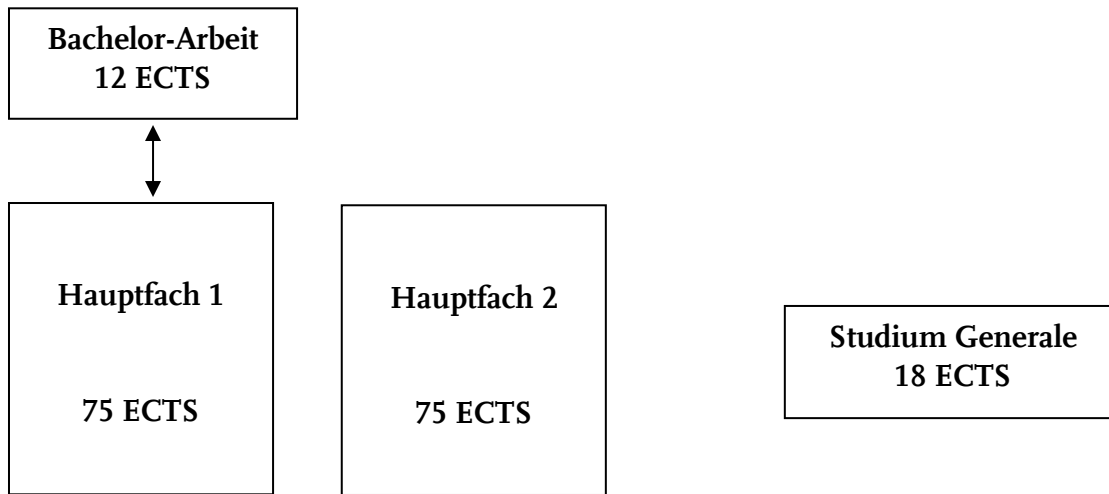 Bachelor-Arbeit
12 ECTS
Hauptfach 1
75 ECTS
Hauptfach 2
75 ECTS
Studium Generale
18 ECTS